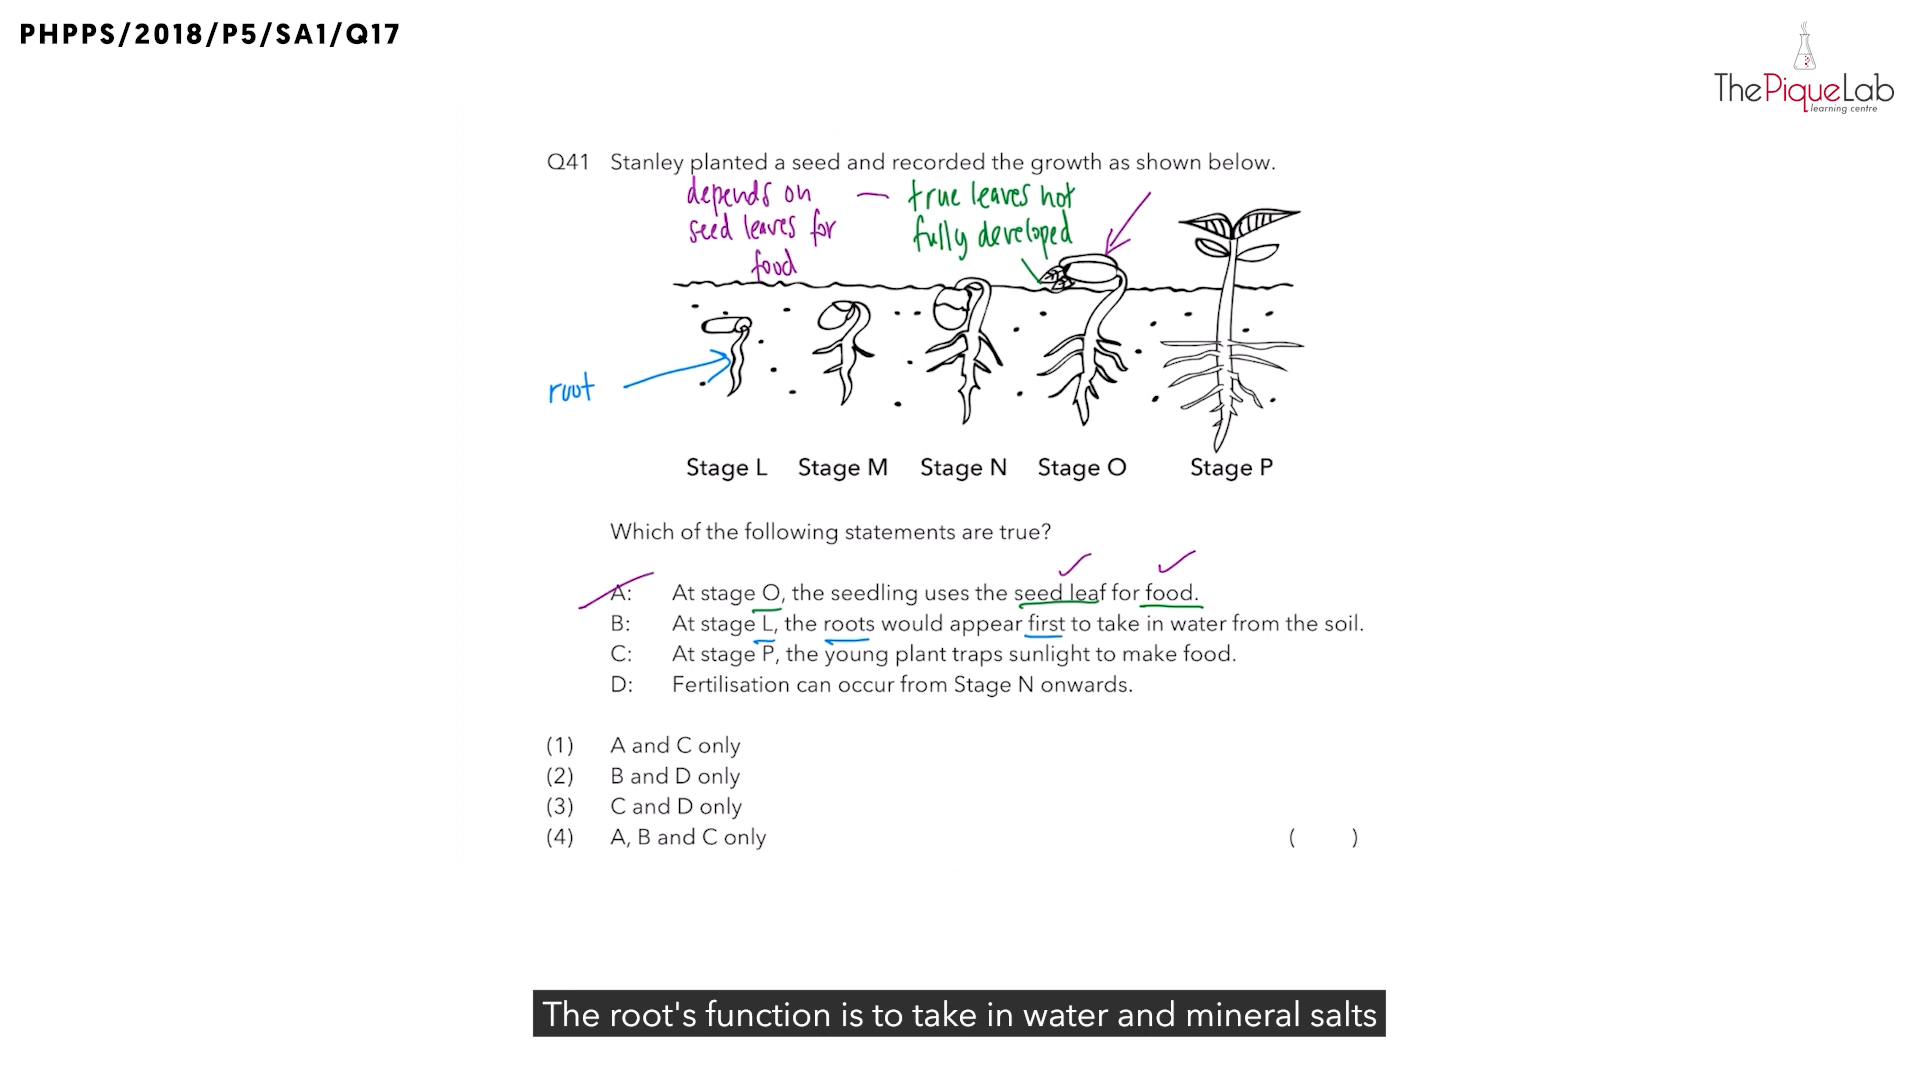 PHPPS/2018/P5/SA1/Q17
ThePiqueLab
learning centre
Q41 Stanley planted a seed and recorded the growth as shown below.
depends on
seed leaves for
food
true leaves not
fully developed
root
Stage L Stage M Stage N Stage O Stage P
Which of the following statements are true?
A: At stage O, the seedling uses the seed leaf for food.
B: At stage L, the roots would appear first to take in water from the soil.
C: At stage P, the young plant traps sunlight to make food.
D: Fertilisation can occur from Stage N onwards.
(1) A and C only
(2) B and D only
(3) C and D only
(4) A, B and C only ( )
The root's function is to take in water and mineral salts